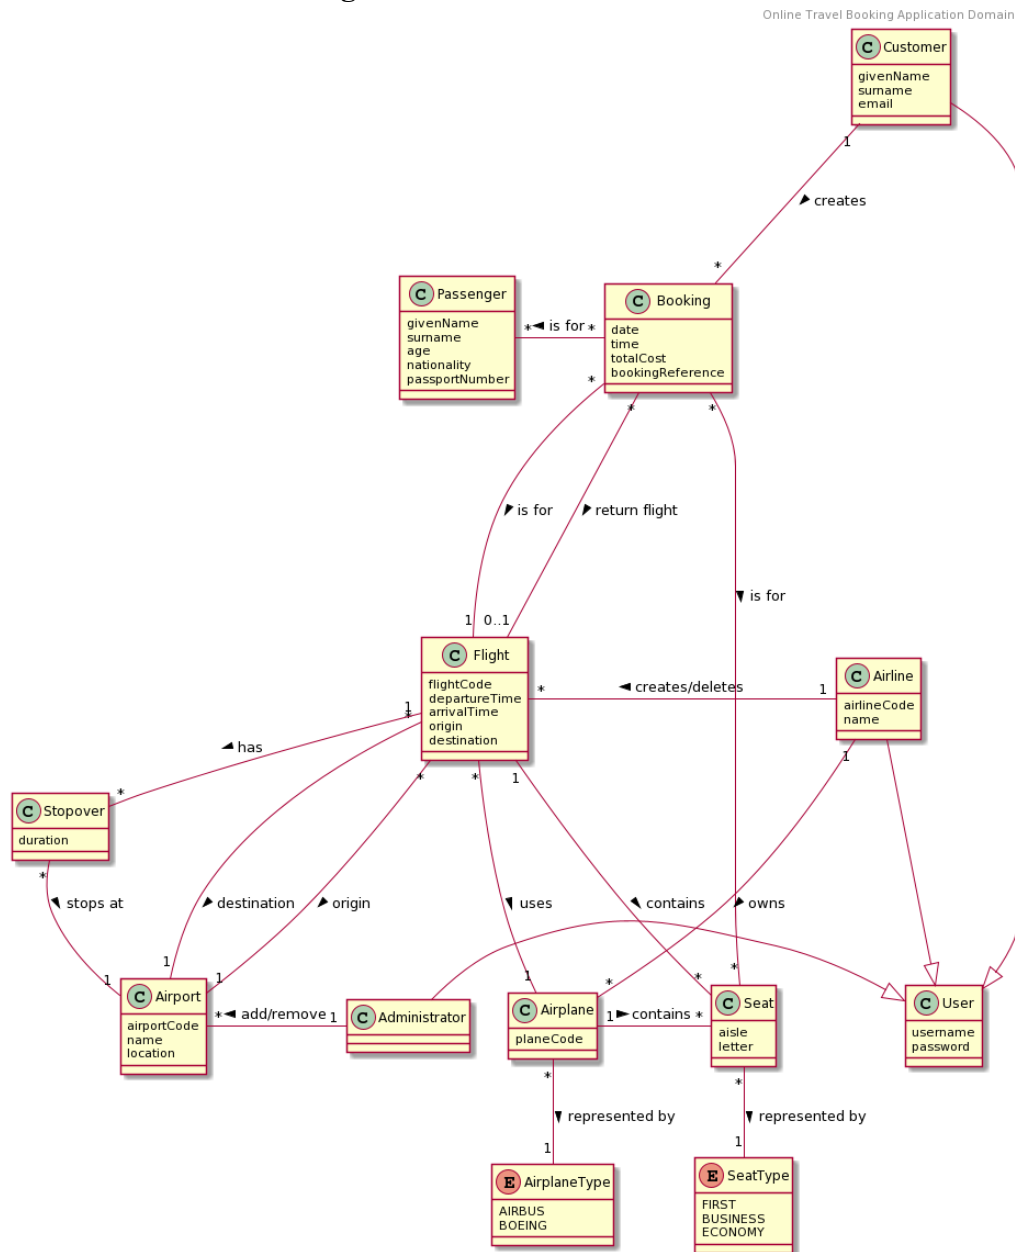 Online Travel Booking Application Domain
C Customer
givenName
surname
email
1
creates
*
C Passenger
givenName
surname
age
nationality
passportNumber
* is for *
C Booking
date
time
totalCost
bookingReference
*
*
*
is for
return flight
is for
1
0..1
C Flight
flightCode
departureTime
arrivalTime
origin
destination
* creates/deletes 1
C Airline
airlineCode
name
1
*
has
*
*
*
1
1
C Stopover
duration
*
stops at
destination
origin
uses
contains
owns
1
1
1
1
*
*
*
C Airport
airportCode
name
location
* add/remove 1
C Administrator
C Airplane
planeCode
1 contains *
C Seat
aisle
letter
C User
username
password
*
represented by
1
*
represented by
1
E AirplaneType
AIRBUS
BOEING
E SeatType
FIRST
BUSINESS
ECONOMY